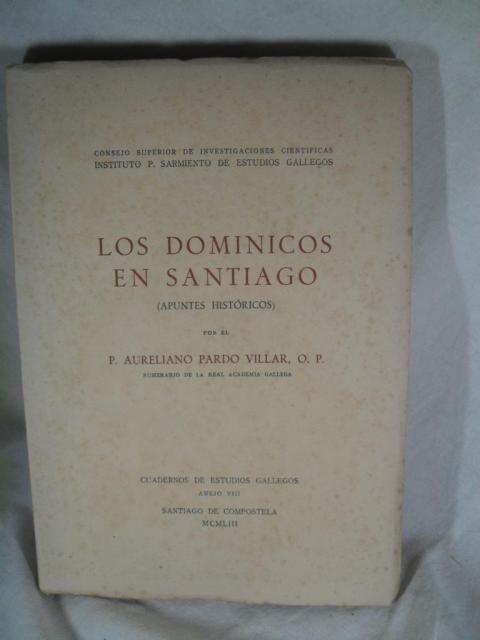 CONSEJO SUPERIOR DE INVESTIGACIONES CIENTIFICAS
INSTITUTO P. SARMIENTO DE ESTUDIOS GALLEGOS
LOS DOMINICOS
EN SANTIAGO
(APUNTES HISTÓRICOS)
POR EL
P. AURELIANO PARDO VILLAR, O. P.
NUMERARIO DE LA REAL ACADEMIA GALLEGA
CUADERNOS DE ESTUDIOS GALLEGOS
ANEJO VIII
SANTIAGO DE COMPOSTELA
MCMLIII